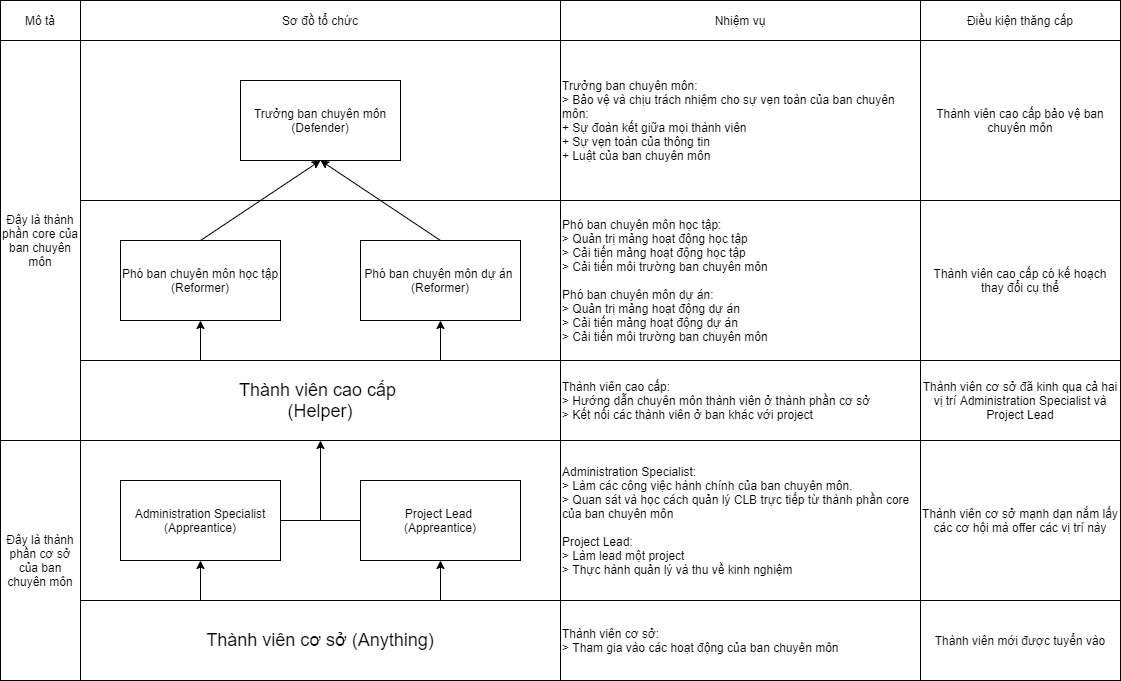 Mô tả
Sơ đồ tổ chức
Nhiệm vụ
Điều kiện thăng cấp
Đây là thành
phần core của
ban chuyên
môn
Trưởng ban chuyên môn
(Defender)
Trưởng ban chuyên môn:
> Bảo vệ và chịu trách nhiệm cho sự vẹn toàn của ban chuyên
môn:
+ Sự đoàn kết giữa mọi thành viên
+ Sự vẹn toàn của thông tin
+ Luật của ban chuyên môn
Thành viên cao cấp bảo vệ ban
chuyên môn
Phó ban chuyên môn học tập
(Reformer)
Phó ban chuyên môn dự án
(Reformer)
Phó ban chuyên môn học tập:
> Quản trị mảng hoạt động học tập
> Cải tiến mảng hoạt động học tập
> Cải tiến môi trường ban chuyên môn
Phó ban chuyên môn dự án:
> Quản trị mảng hoạt động dự án
> Cải tiến mảng hoạt động dự án
> Cải tiến môi trường ban chuyên môn
Thành viên cao cấp có kế hoạch
thay đổi cụ thể
Thành viên cao cấp
(Helper)
Thành viên cao cấp:
> Hướng dẫn chuyên môn thành viên ở thành phần cơ sở
> Kết nối các thành viên ở ban khác với project
Thành viên cơ sở đã kinh qua cả hai
vị trí Administration Specialist và
Project Lead
Đây là thành
phần cơ sở
của ban
chuyên môn
Administration Specialist
(Appreantice)
Project Lead
(Appreantice)
Administration Specialist:
> Làm các công việc hành chính của ban chuyên môn.
> Quan sát và học cách quản lý CLB trực tiếp từ thành phần core
của ban chuyên môn
Project Lead:
> Làm lead một project
> Thực hành quản lý và thu về kinh nghiệm
Thành viên cơ sở mạnh dạn nắm lấy
các cơ hội mà offer các vị trí này
Thành viên cơ sở (Anything)
Thành viên cơ sở:
> Tham gia vào các hoạt động của ban chuyên môn
Thành viên mới được tuyển vào